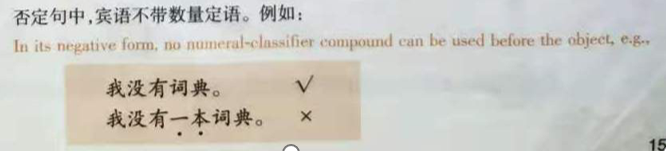 否定句中,宾语不带数量定语。例如:
In its negative form, no numeral-classifier compound can be used before the object, e.g.,
我没有词典。 √
我没有一本词典。 ×
15